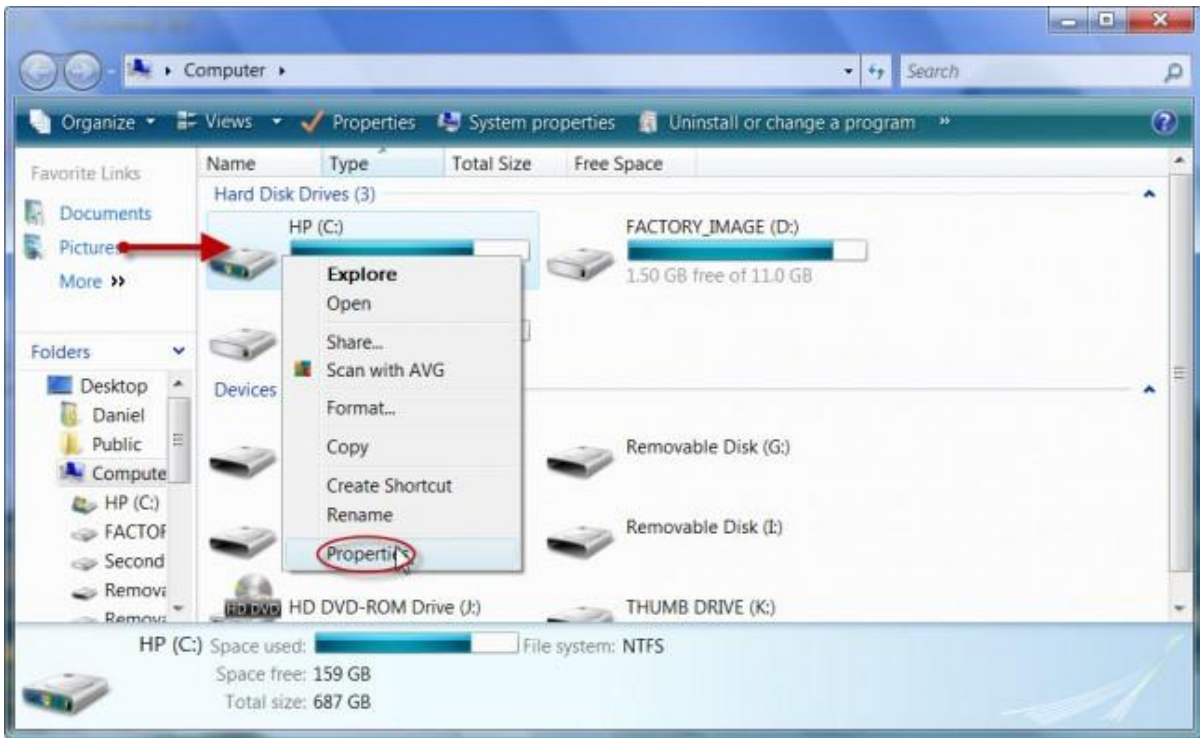 Computer
Search
Organize Views Properties System properties Uninstall or change a program »
Favorite Links
Documents
Pictures
More »
Folders
Desktop
Daniel
Public
Compute
HP (C:)
FACTOF
Second
Remova
Remova
Name Type Total Size Free Space
Hard Disk Drives (3)
HP (C:)
FACTORY_IMAGE (D:)
1.50 GB free of 11.0 GB
Explore
Open
Share...
Scan with AVG
Format...
Copy
Create Shortcut
Rename
Properties
Devices
Removable Disk (G:)
Removable Disk (I:)
HD DVD
HD DVD-ROM Drive (J:)
THUMB DRIVE (K:)
HP (C:) Space used: File system: NTFS
Space free: 159 GB
Total size: 687 GB